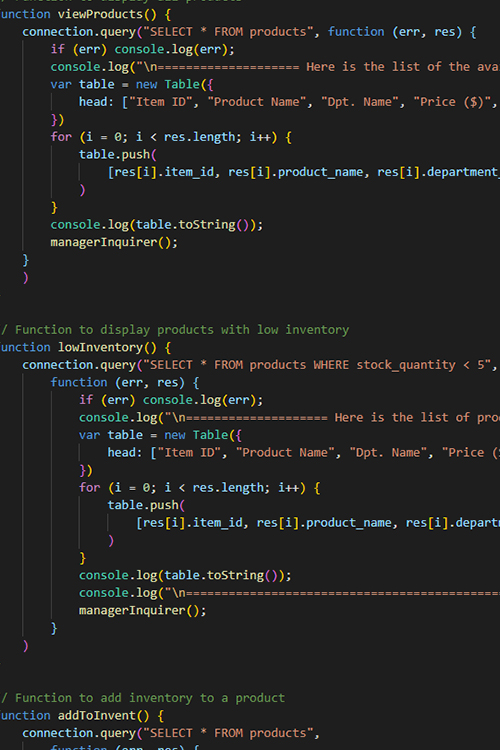 unction viewProducts() {
connection.query("SELECT * FROM products", function (err, res) {
if (err) console.log(err);
console.log("\n==================== Here is the list of the ava
var table = new Table({
head: ["Item ID", "Product Name", "Dpt. Name", "Price ($)",
})
for (i = 0; i < res.length; i++) {
table.push(
[res[i].item_id, res[i].product_name, res[i].department_
)
}
console.log(table.toString());
managerInquirer();
}
)
/ Function to display products with low inventory
unction lowInventory() {
connection.query("SELECT * FROM products WHERE stock_quantity < 5",
function (err, res) {
if (err) console.log(err);
console.log("\n==================== Here is the list of pro
var table = new Table({
head: ["Item ID", "Product Name", "Dpt. Name", "Price ($
})
for (i = 0; i < res.length; i++) {
table.push(
[res[i].item_id, res[i].product_name, res[i].depart
)
}
console.log(table.toString());
console.log("\n============================================
managerInquirer();
}
)
/ Function to add inventory to a product
unction addToInvent() {
connection.query("SELECT * FROM products",
function (err, res) {